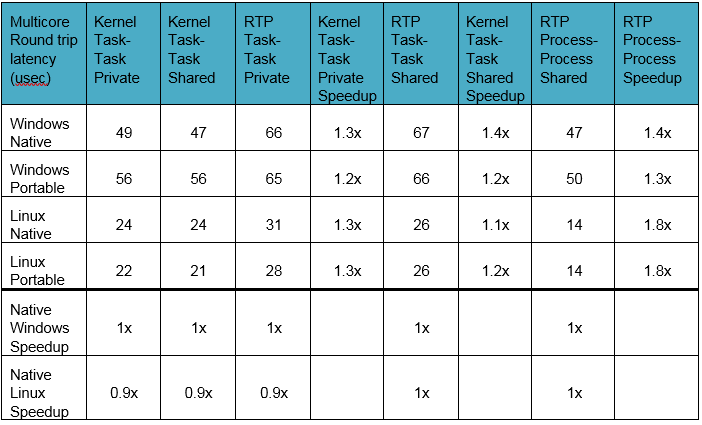 Multicore Round trip latency (usec) | Kernel Task-Task Private | Kernel Task-Task Shared | RTP Task-Task Private | Kernel Task-Task Private Speedup | RTP Task-Task Shared | Kernel Task-Task Shared Speedup | RTP Process-Process Shared | RTP Process-Process Speedup
Windows Native | 49 | 47 | 66 | 1.3x | 67 | 1.4x | 47 | 1.4x
Windows Portable | 56 | 56 | 65 | 1.2x | 66 | 1.2x | 50 | 1.3x
Linux Native | 24 | 24 | 31 | 1.3x | 26 | 1.1x | 14 | 1.8x
Linux Portable | 22 | 21 | 28 | 1.3x | 26 | 1.2x | 14 | 1.8x
Native Windows Speedup | 1x | 1x | 1x | | 1x | | 1x |
Native Linux Speedup | 0.9x | 0.9x | 0.9x | | 1x | | 1x |